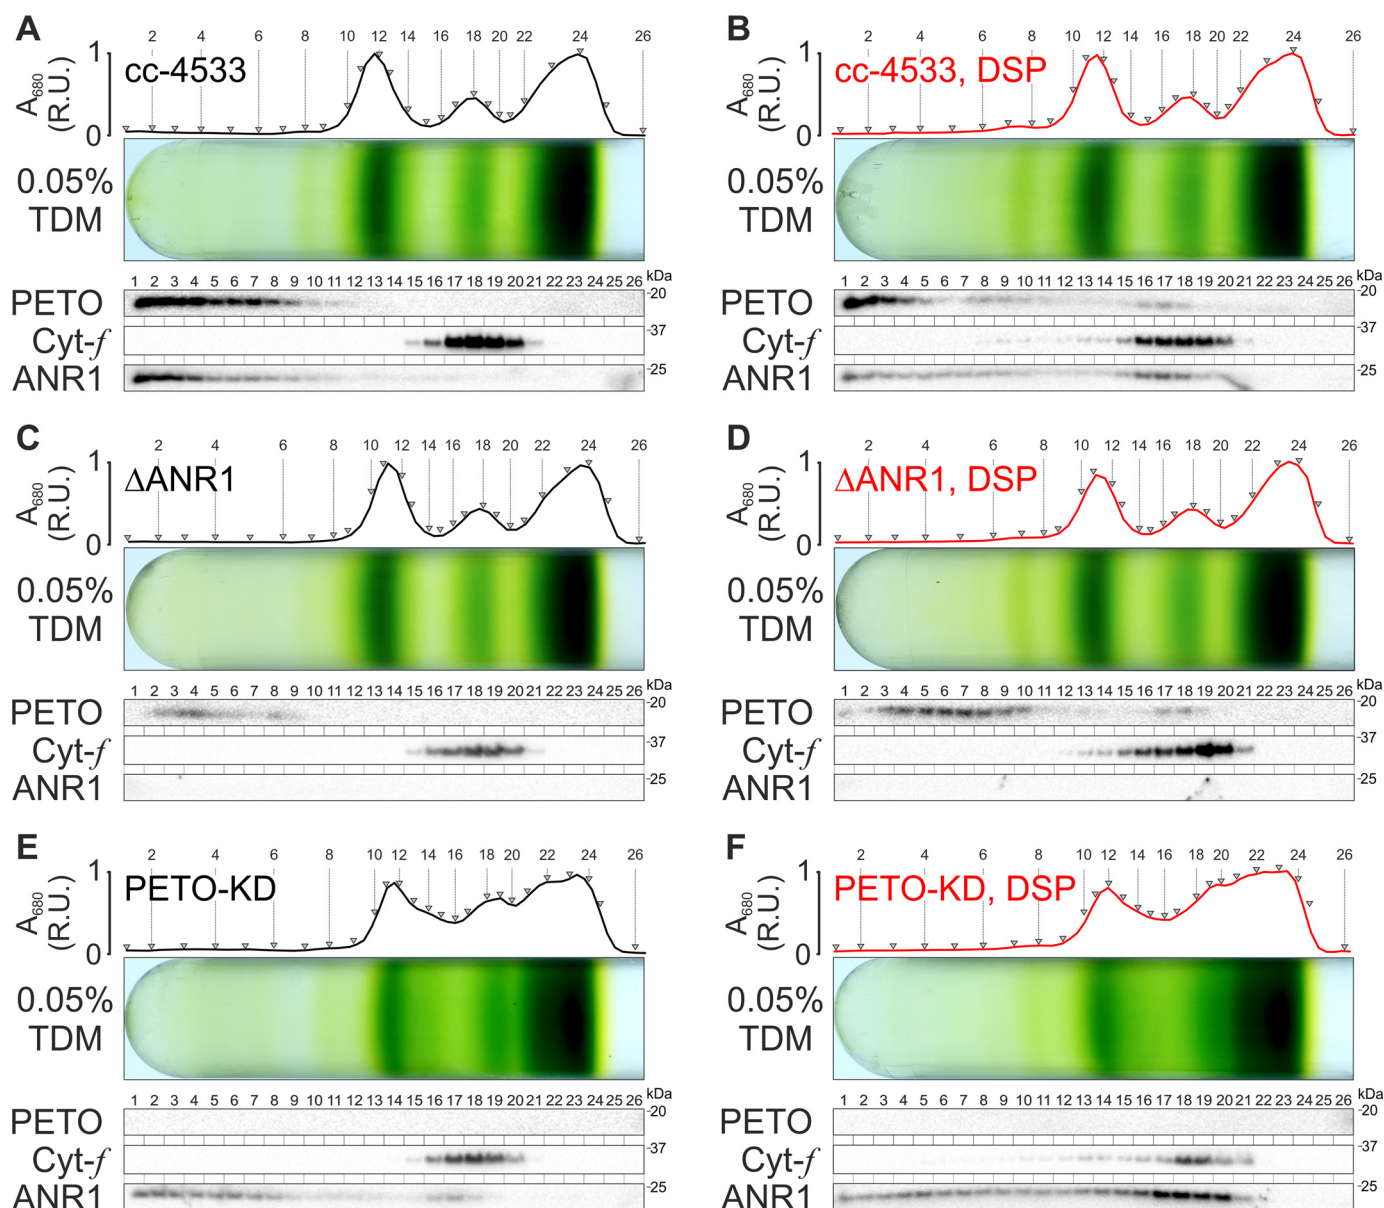 A
B
2 4 6 8 10 12 14 16 18 20 22 24 26
2 4 6 8 10 12 14 16 18 20 22 24 26
1
cc-4533
1
cc-4533, DSP
A680
(R.U.)
0
A680
(R.U.)
0
0.05%
TDM
0.05%
TDM
1 2 3 4 5 6 7 8 9 10 11 12 13 14 15 16 17 18 19 20 21 22 23 24 25 26 kDa
1 2 3 4 5 6 7 8 9 10 11 12 13 14 15 16 17 18 19 20 21 22 23 24 25 26 kDa
PETO -20
PETO -20
Cyt-f -37
Cyt-f -37
ANR1 -25
ANR1 -25
C
D
2 4 6 8 10 12 14 16 18 20 22 24 26
2 4 6 8 10 12 14 16 18 20 22 24 26
1
ΔANR1
1
ΔANR1, DSP
A680
(R.U.)
0
A680
(R.U.)
0
0.05%
TDM
0.05%
TDM
1 2 3 4 5 6 7 8 9 10 11 12 13 14 15 16 17 18 19 20 21 22 23 24 25 26 kDa
1 2 3 4 5 6 7 8 9 10 11 12 13 14 15 16 17 18 19 20 21 22 23 24 25 26 kDa
PETO -20
PETO -20
Cyt-f -37
Cyt-f -37
ANR1 -25
ANR1 -25
E
F
2 4 6 8 10 12 14 16 18 20 22 24 26
2 4 6 8 10 12 14 16 18 20 22 24 26
1
PETO-KD
1
PETO-KD, DSP
A680
(R.U.)
0
A680
(R.U.)
0
0.05%
TDM
0.05%
TDM
1 2 3 4 5 6 7 8 9 10 11 12 13 14 15 16 17 18 19 20 21 22 23 24 25 26 kDa
1 2 3 4 5 6 7 8 9 10 11 12 13 14 15 16 17 18 19 20 21 22 23 24 25 26 kDa
PETO -20
PETO -20
Cyt-f -37
Cyt-f -37
ANR1 -25
ANR1 -25